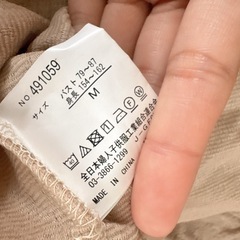 NO 491059
サイズ
バスト 79~87
身長 154~162
M
全日本婦人子供服工業組合連合会
03-3866-1299
MADE IN CHINA